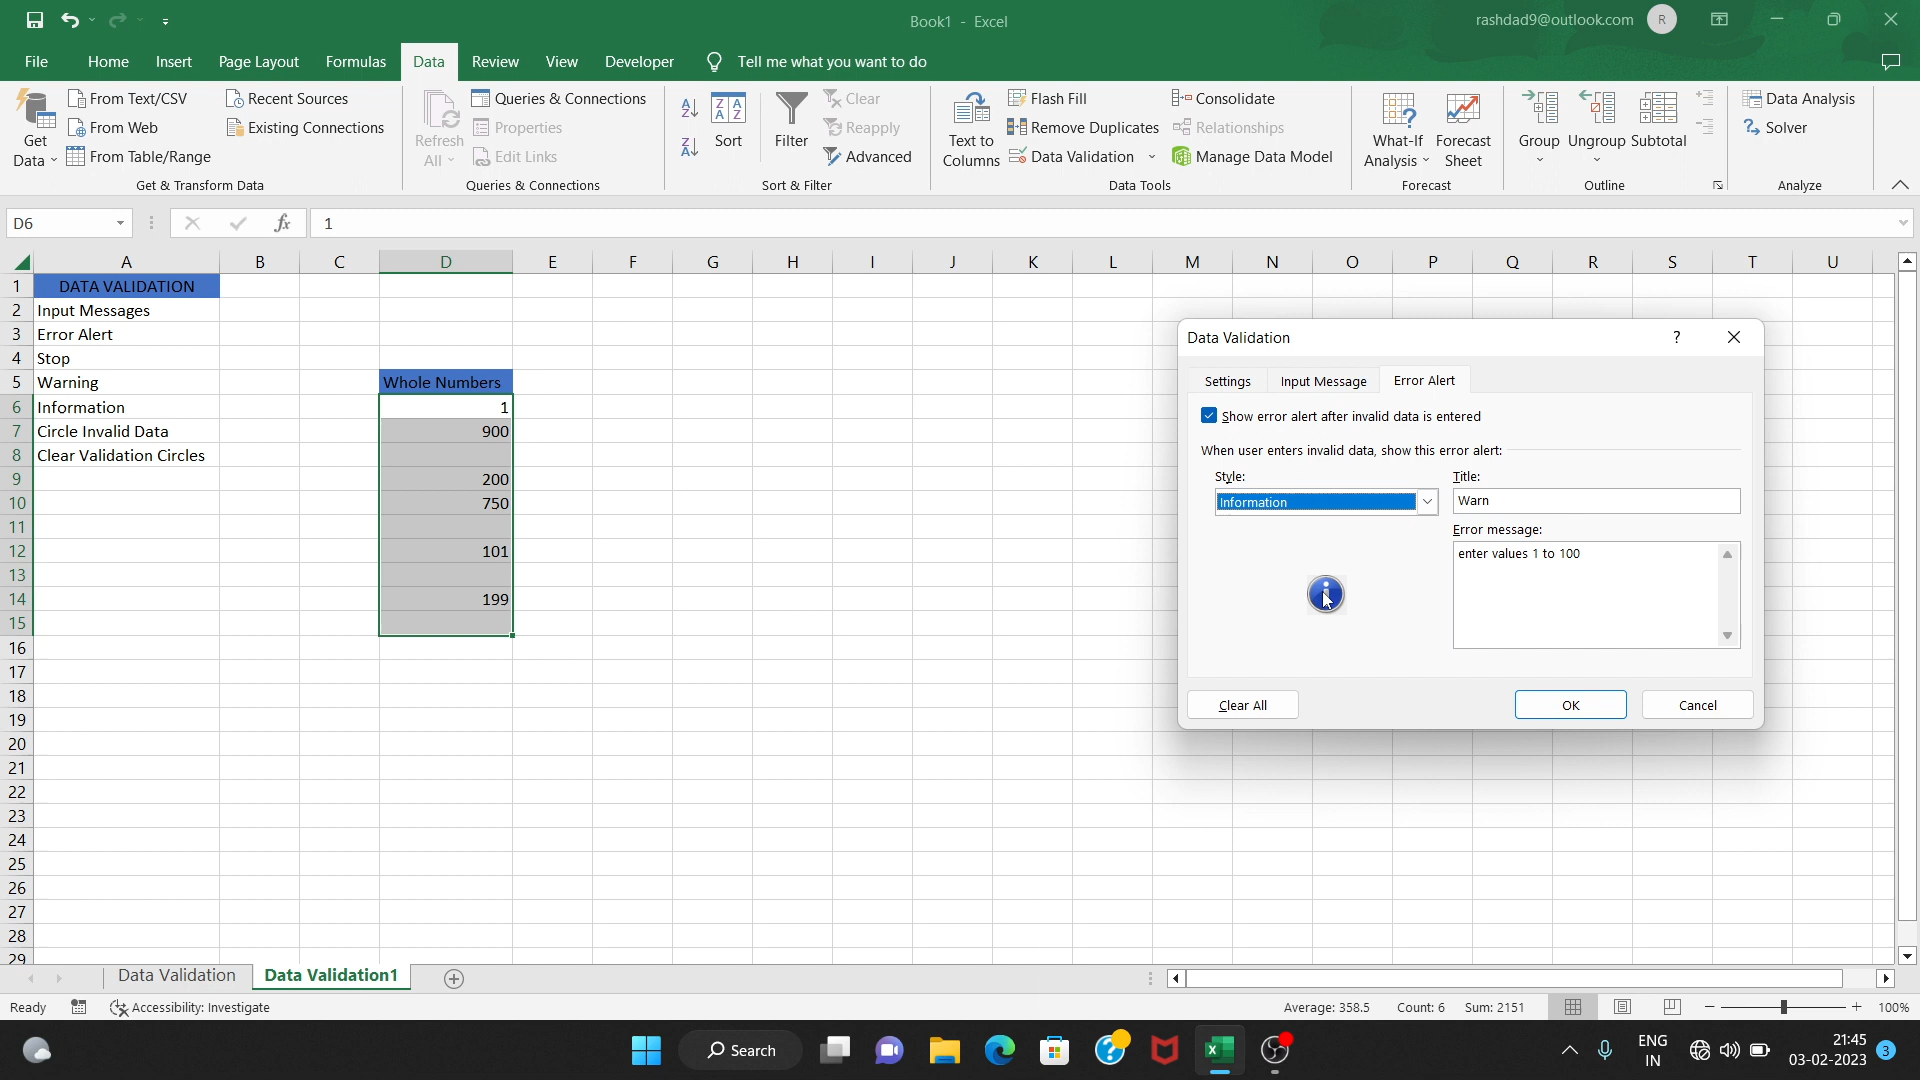 Book1 - Excel
rashdad9@outlook.com
R
File
Home
Insert
Page Layout
Formulas
Data
Review
View
Developer
Tell me what you want to do
Get
Data
From Text/CSV
From Web
From Table/Range
Recent Sources
Existing Connections
Get & Transform Data
Refresh
All
Queries & Connections
Properties
Edit Links
Queries & Connections
Sort
Filter
Clear
Reapply
Advanced
Sort & Filter
Text to
Columns
Flash Fill
Remove Duplicates
Data Validation
Consolidate
Relationships
Manage Data Model
Data Tools
What-If
Analysis
Forecast
Sheet
Forecast
Group
Ungroup
Subtotal
Outline
Data Analysis
Solver
Analyze
D6
fx
1
A B C D E F G H I J K L M N O P Q R S T U
1 DATA VALIDATION
2 Input Messages
3 Error Alert
4 Stop
5 Warning Whole Numbers
6 Information 1
7 Circle Invalid Data 900
8 Clear Validation Circles
9 200
10 750
11
12 101
13
14 199
15
16
17
18
19
20
21
22
23
24
25
26
27
28
29
Data Validation
?
Settings
Input Message
Error Alert
Show error alert after invalid data is entered
When user enters invalid data, show this error alert:
Style:
Title:
Information
Warn
Error message:
enter values 1 to 100
Clear All
OK
Cancel
Data Validation
Data Validation1
Ready
Accessibility: Investigate
Average: 358.5
Count: 6
Sum: 2151
100%
Search
ENG
IN
21:45
03-02-2023
3